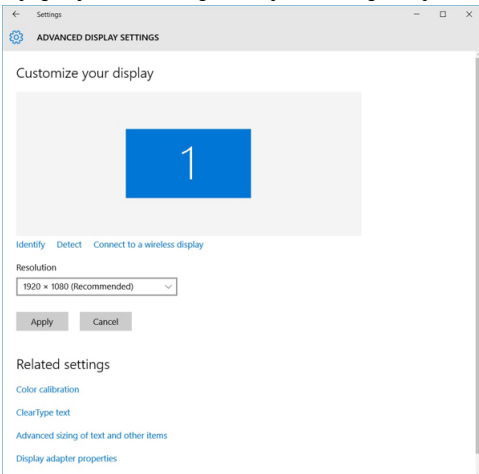 Settings
ADVANCED DISPLAY SETTINGS
Customize your display
1
Identify Detect Connect to a wireless display
Resolution
1920 × 1080 (Recommended)
Apply Cancel
Related settings
Color calibration
ClearType text
Advanced sizing of text and other items
Display adapter properties